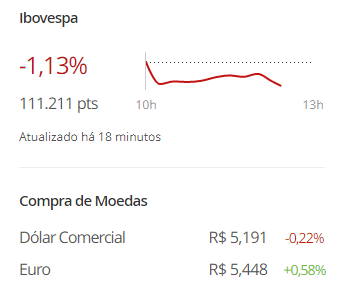 Ibovespa
-1,13%
111.211 pts
10h 13h
Atualizado há 18 minutos
Compra de Moedas
Dólar Comercial R$ 5,191 -0,22%
Euro R$ 5,448 +0,58%